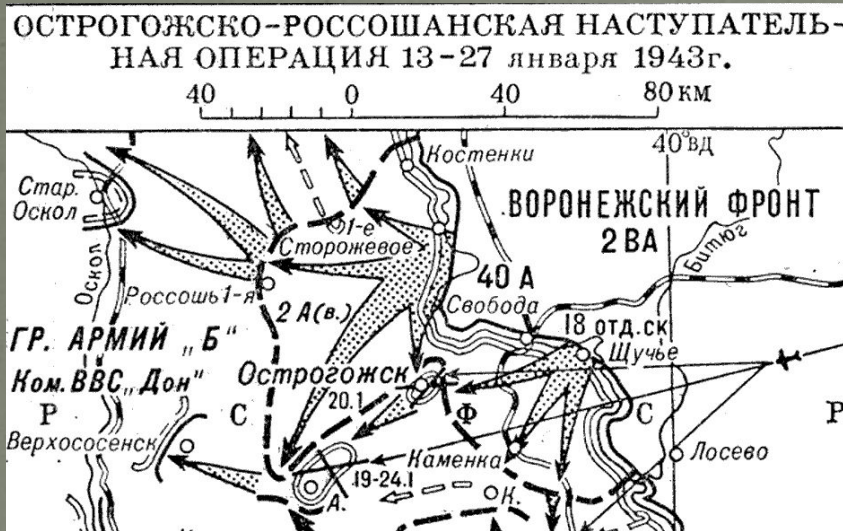 ОСТРОГОЖСКО-РОССОШАНСКАЯ НАСТУПАТЕЛЬ-
НАЯ ОПЕРАЦИЯ 13-27 января 1943г.
40 0 40 80 км
Костенки
40°ВД
Стар.
Оскол
ВОРОНЕЖСКИЙ ФРОНТ
2 ВА
1-е
Сторожевое
Битюг
Оскол
40 А
Россошь 1-я
2 А(в.)
Свобода
ГР. АРМИЙ „Б"
18 отд.ск
Щучье
Ком. ВВС „Дон"
Острогожск
20.1
Р С Ф С Р
Верхососенск
Каменка
Лосево
19-24.1
А.
К.